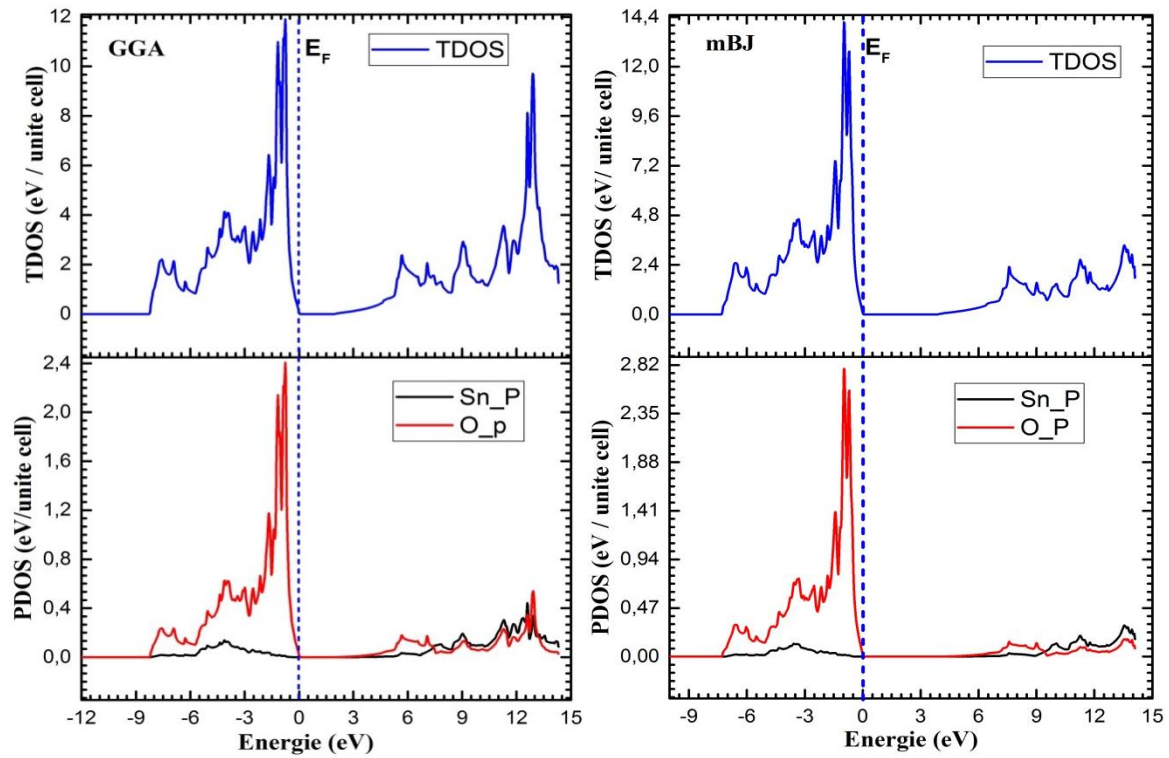 GGA
E_F
TDOS
TDOS (eV / unite cell)
12
10
8
6
4
2
0
Sn_P
O_p
PDOS (eV/unite cell)
2,4
2,0
1,6
1,2
0,8
0,4
0,0
-12 -9 -6 -3 0 3 6 9 12 15
Energie (eV)
mBJ
E_F
TDOS
TDOS (eV / unite cell)
14,4
14,0
9,6
7,2
4,8
2,4
0,0
Sn_P
O_P
PDOS (eV / unite cell)
2,82
2,35
1,88
1,41
0,94
0,47
0,00
-9 -6 -3 0 3 6 9 12 15
Energie (eV)